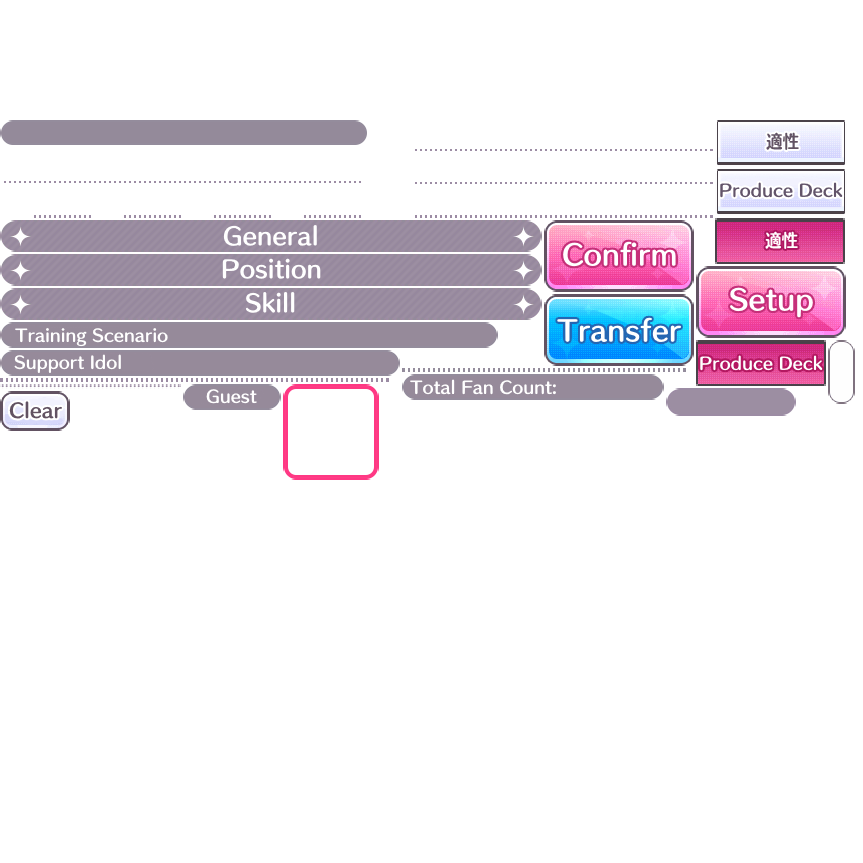 適性
Produce Deck
General
適性
Confirm
Position
Setup
Skill
Transfer
Training Scenario
Support Idol
Produce Deck
Total Fan Count:
Guest
Clear